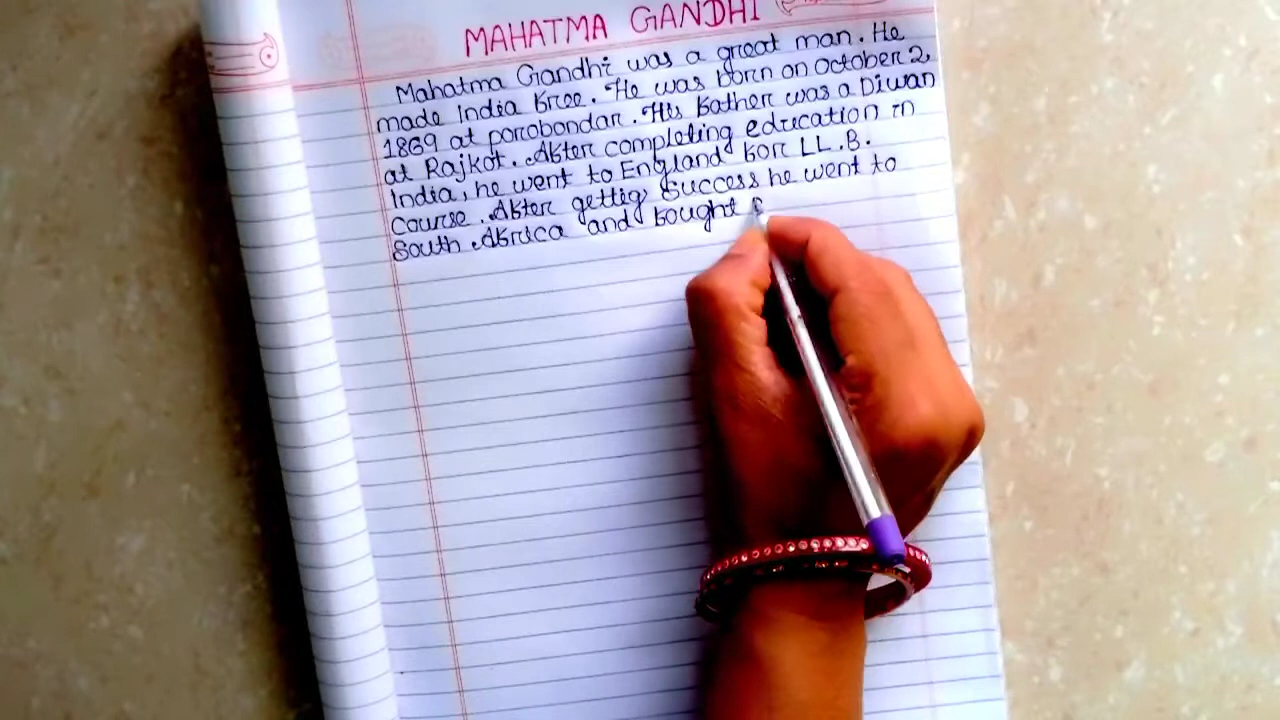 MAHATMA GANDHI
Mahatma Gandhi was a great man. He
made India free. He was born on October 2,
1869 at porobondar. His father was a Diwan
at Rajkot. After completing education in
India, he went to England for LL.B.
Course. After gettig success he went to
South Africa and fought